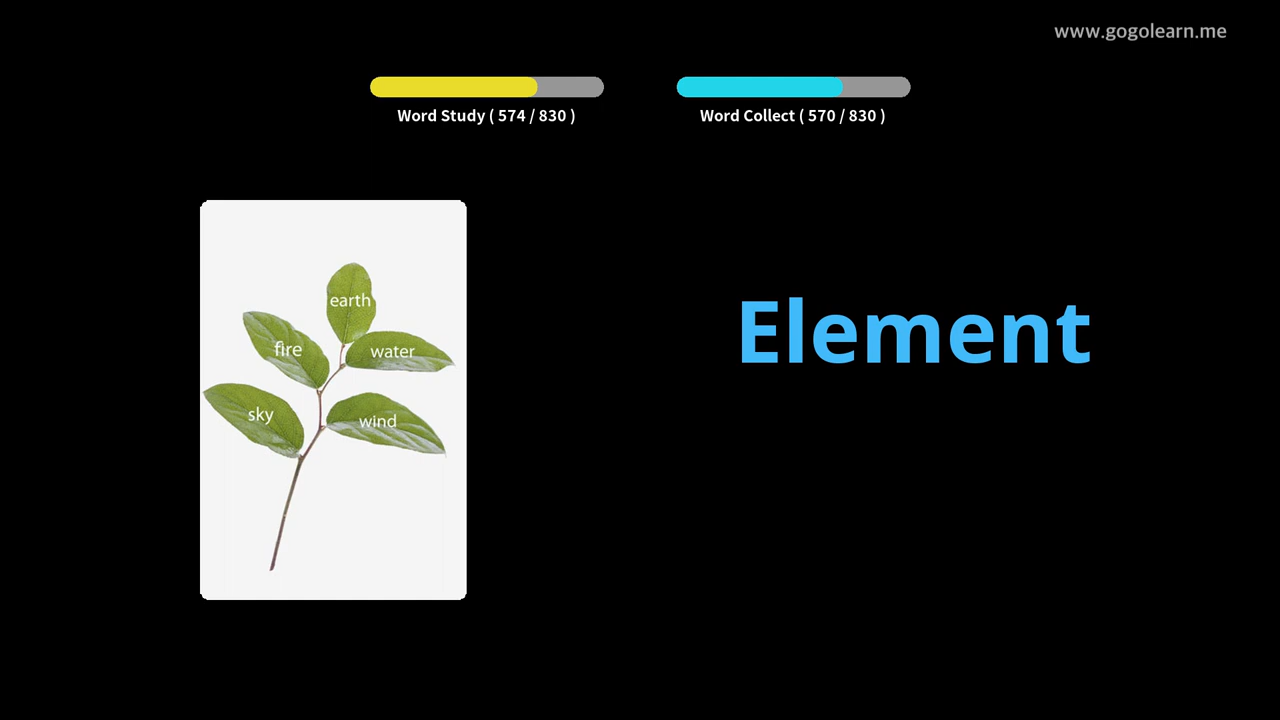 www.gogolearn.me
Word Study ( 574 / 830 )
Word Collect ( 570 / 830 )
earth
fire
water
sky
wind
Element